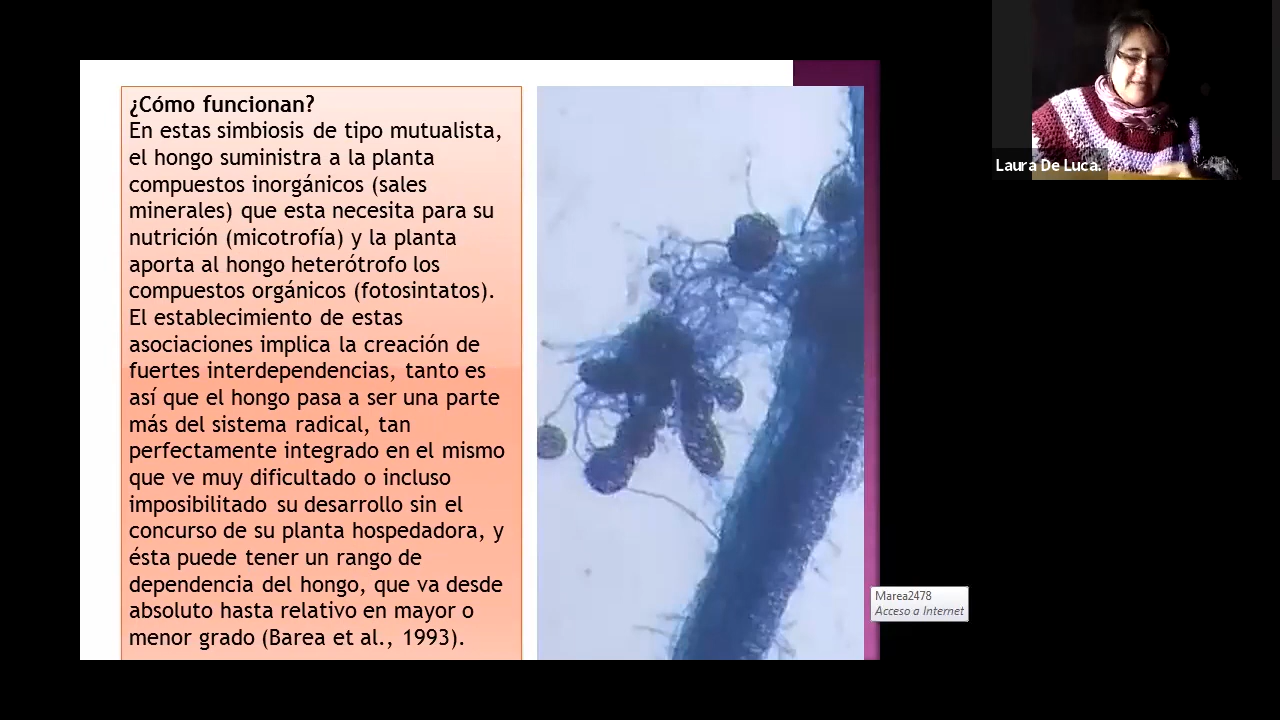 ¿Cómo funcionan?
En estas simbiosis de tipo mutualista,
el hongo suministra a la planta
compuestos inorgánicos (sales
minerales) que esta necesita para su
nutrición (micotrofía) y la planta
aporta al hongo heterótrofo los
compuestos orgánicos (fotosintatos).
El establecimiento de estas
asociaciones implica la creación de
fuertes interdependencias, tanto es
así que el hongo pasa a ser una parte
más del sistema radical, tan
perfectamente integrado en el mismo
que ve muy dificultado o incluso
imposibilitado su desarrollo sin el
concurso de su planta hospedadora, y
ésta puede tener un rango de
dependencia del hongo, que va desde
absoluto hasta relativo en mayor o
menor grado (Barea et al., 1993).
Laura De Luca.
Marea2478
Acceso a Internet